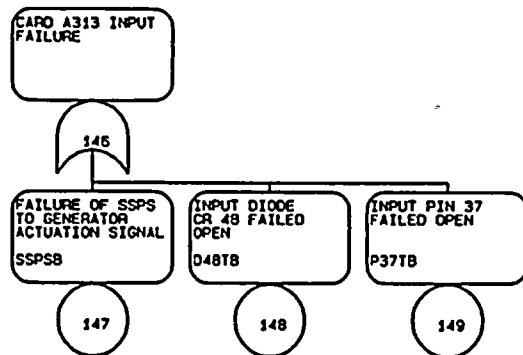 CARD A313 INPUT
FAILURE
146
FAILURE OF SSPS
TO GENERATOR
ACTUATION SIGNAL
SSPSB
INPUT DIODE
CR 48 FAILED
OPEN
D48TB
INPUT PIN 37
FAILED OPEN
P37TB
147
148
149